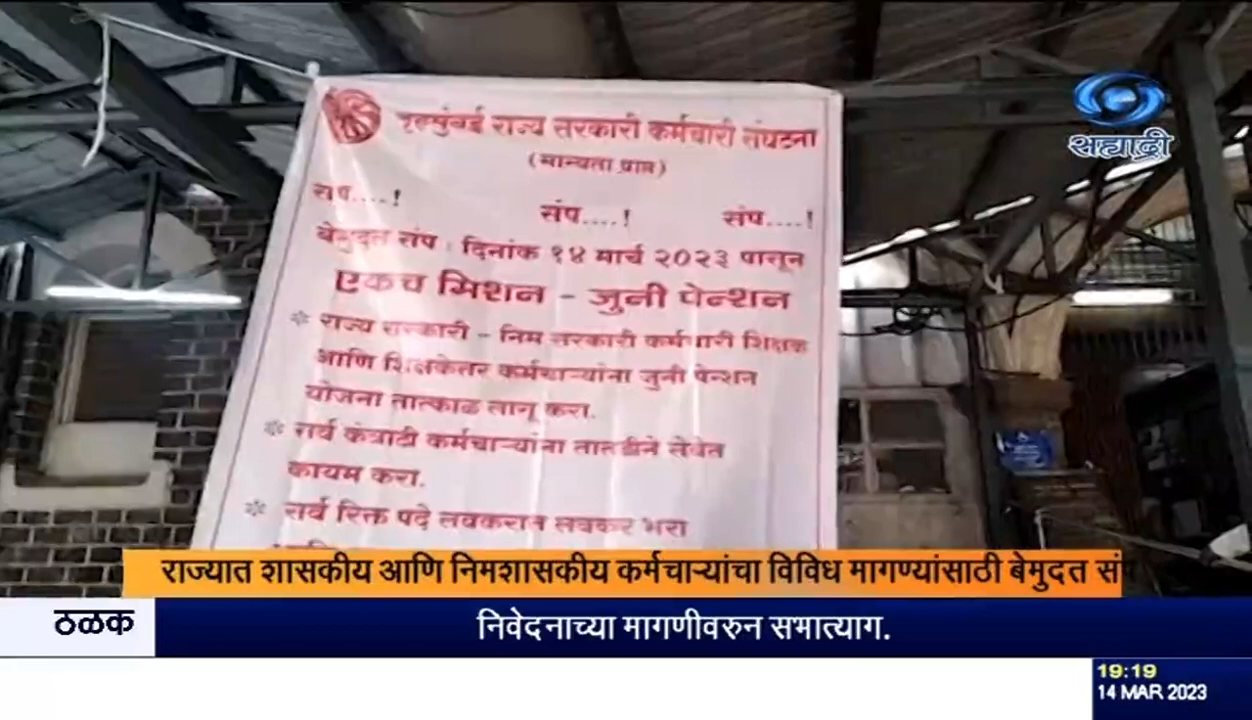 बृहन्मुंबई राज्य सरकारी कर्मचारी संघटना
(मान्यता प्राप्त)
संप....! संप....! संप....!
बेमुदत संप : दिनांक १४ मार्च २०२३ पासून
एकच मिशन - जुनी पेन्शन
* राज्य सरकारी - निम सरकारी कर्मचारी शिक्षक
आणि शिक्षकेतर कर्मचाऱ्यांना जुनी पेन्शन
योजना तात्काळ लागू करा.
* सर्व कंत्राटी कर्मचाऱ्यांना तातडीने सेवेत
कायम करा.
* सर्व रिक्त पदे लवकरात लवकर भरा
सह्याद्री
राज्यात शासकीय आणि निमशासकीय कर्मचाऱ्यांचा विविध मागण्यांसाठी बेमुदत संप
ठळक
निवेदनाच्या मागणीवरुन सभात्याग.
19:19
14 MAR 2023